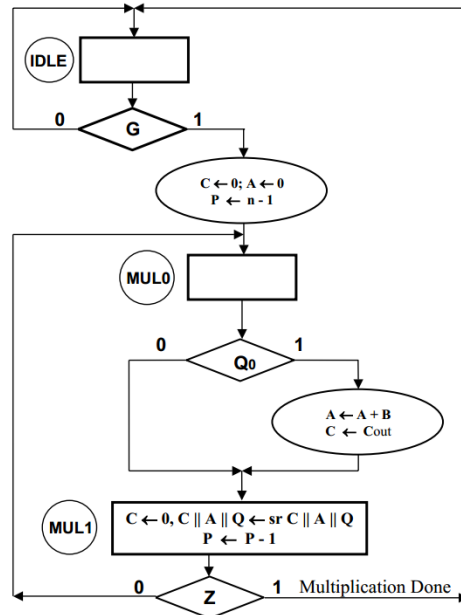 IDLE
0
G
1
C ← 0; A ← 0
P ← n - 1
MUL0
0
Q0
1
A ← A + B
C ← Cout
MUL1
C ← 0, C || A || Q ← sr C || A || Q
P ← P - 1
0
Z
1
Multiplication Done